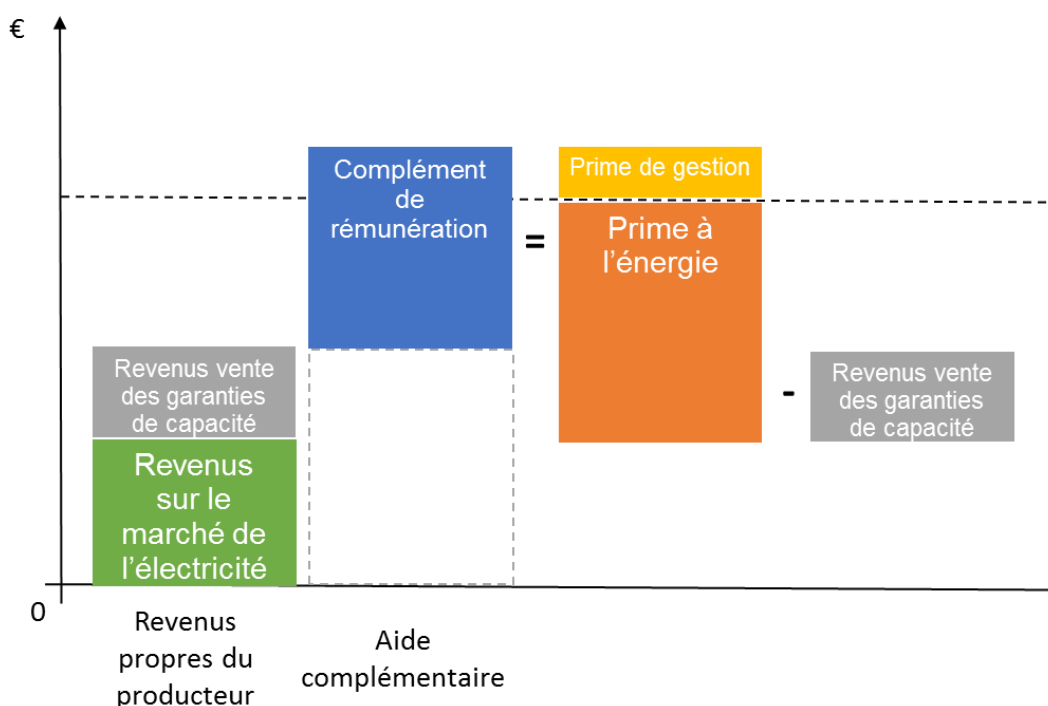 €
Complément
de
rémunération
Prime de gestion
=
Prime à
l'énergie
Revenus vente
des garanties
de capacité
-
Revenus vente
des garanties
de capacité
Revenus
sur le
marché de
l'électricité
0
Revenus
propres du
producteur
Aide
complémentaire